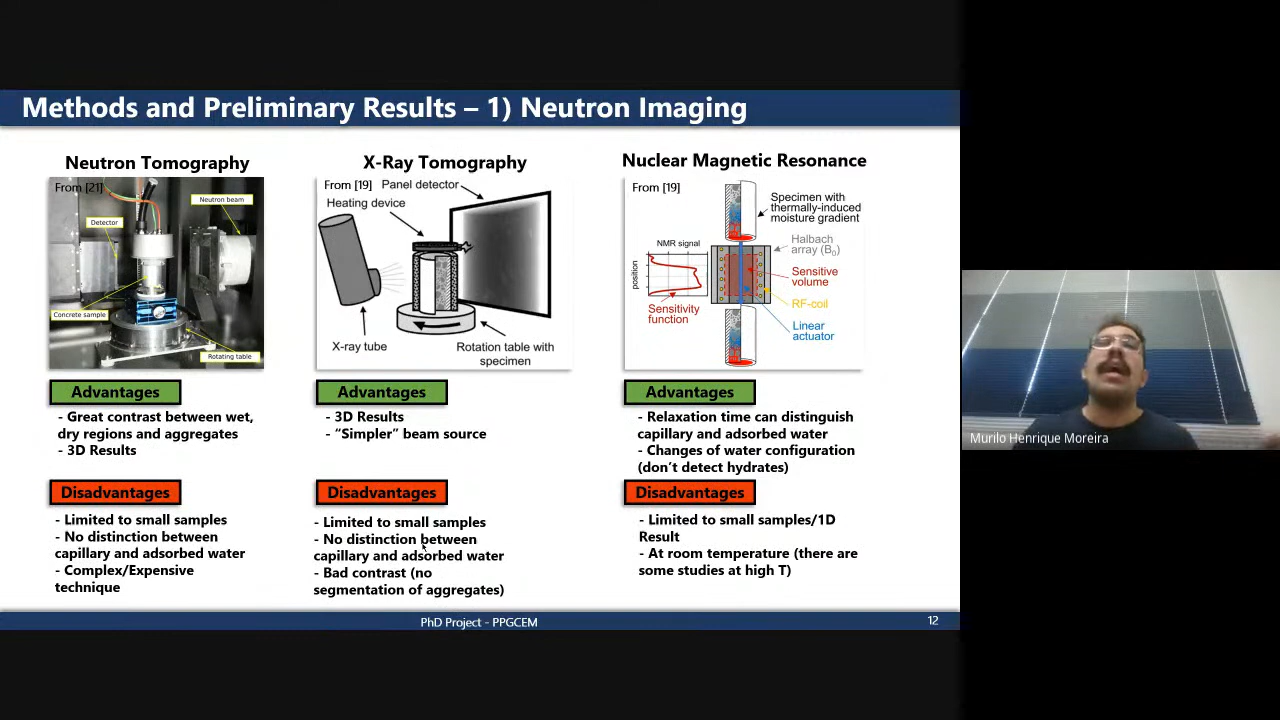 Methods and Preliminary Results – 1) Neutron Imaging
Neutron Tomography
From [21]
Neutron beam
Detector
Concrete sample
Rotating table
Advantages
- Great contrast between wet,
dry regions and aggregates
- 3D Results
Disadvantages
- Limited to small samples
- No distinction between
capillary and adsorbed water
- Complex/Expensive
technique
X-Ray Tomography
From [19]
Panel detector
Heating device
X-ray tube
Rotation table with
specimen
Advantages
- 3D Results
- “Simpler” beam source
Disadvantages
- Limited to small samples
- No distinction between
capillary and adsorbed water
- Bad contrast (no
segmentation of aggregates)
Nuclear Magnetic Resonance
From [19]
Specimen with
thermally-induced
moisture gradient
NMR signal
Halbach
array (B0)
position
Sensitive
volume
Sensitivity
function
RF-coil
Linear
actuator
Advantages
- Relaxation time can distinguish
capillary and adsorbed water
- Changes of water configuration
(don’t detect hydrates)
Disadvantages
- Limited to small samples/1D
Result
- At room temperature (there are
some studies at high T)
PhD Project - PPGCEM
12
Murilo Henrique Moreira